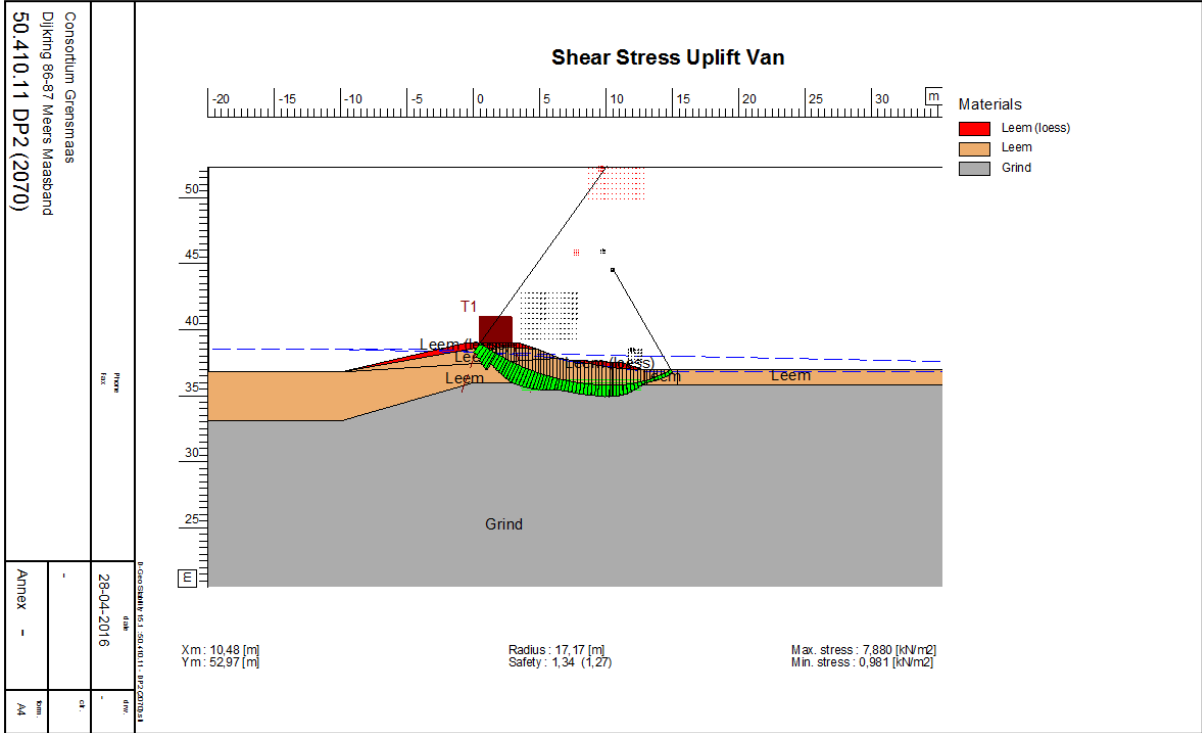 Shear Stress Uplift Van
-20 -15 -10 -5 0 5 10 15 20 25 30 m
Materials
Leem (loess)
Leem
Grind
50
45
40
35
30
25
T1
Leem
Leem
Leem
Grind
E
Xm : 10,48 [m]
Ym : 52,97 [m]
Radius : 17,17 [m]
Safety : 1,34 (1,27)
Max. stress : 7,880 [kN/m2]
Min. stress : 0,981 [kN/m2]
Consortium Grensmaas
Dijkring 86-87 Meers Maasband
50.410.11 DP2 (2070)
Phone
Fax
date
28-04-2016
drw.
-
ctr.
-
Annex -
form.
A4